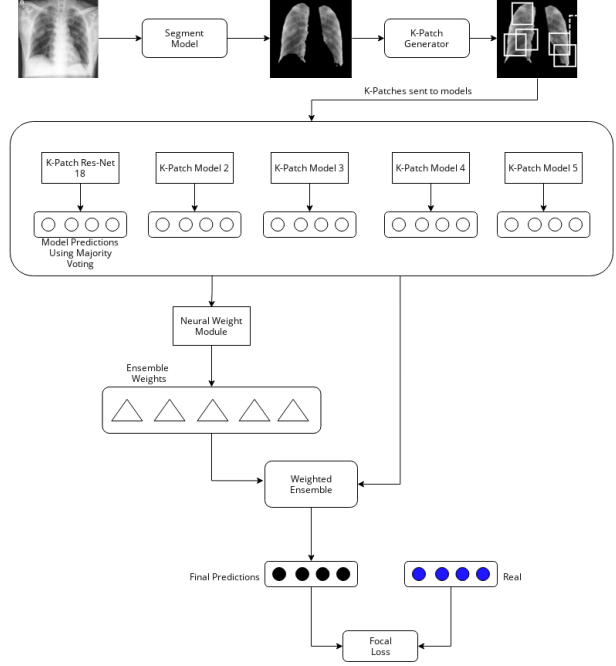 Segment
Model
K-Patch
Generator
K-Patches sent to models
K-Patch Res-Net
18
K-Patch Model 2
K-Patch Model 3
K-Patch Model 4
K-Patch Model 5
Model Predictions
Using Majority
Voting
Neural Weight
Module
Ensemble
Weights
Weighted
Ensemble
Final Predictions
Real
Focal
Loss